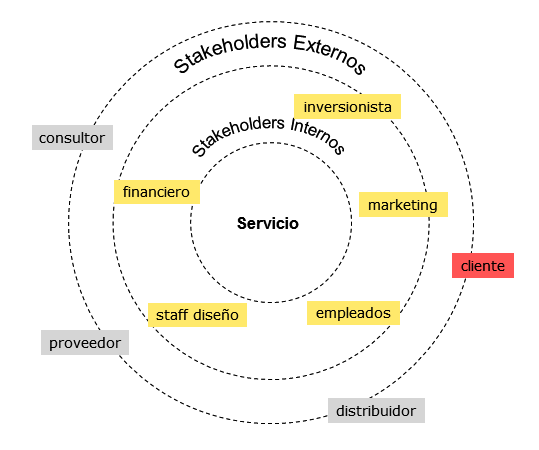 Stakeholders Externos
inversionista
Stakeholders Internos
consultor
financiero
marketing
Servicio
cliente
staff diseño
empleados
proveedor
distribuidor